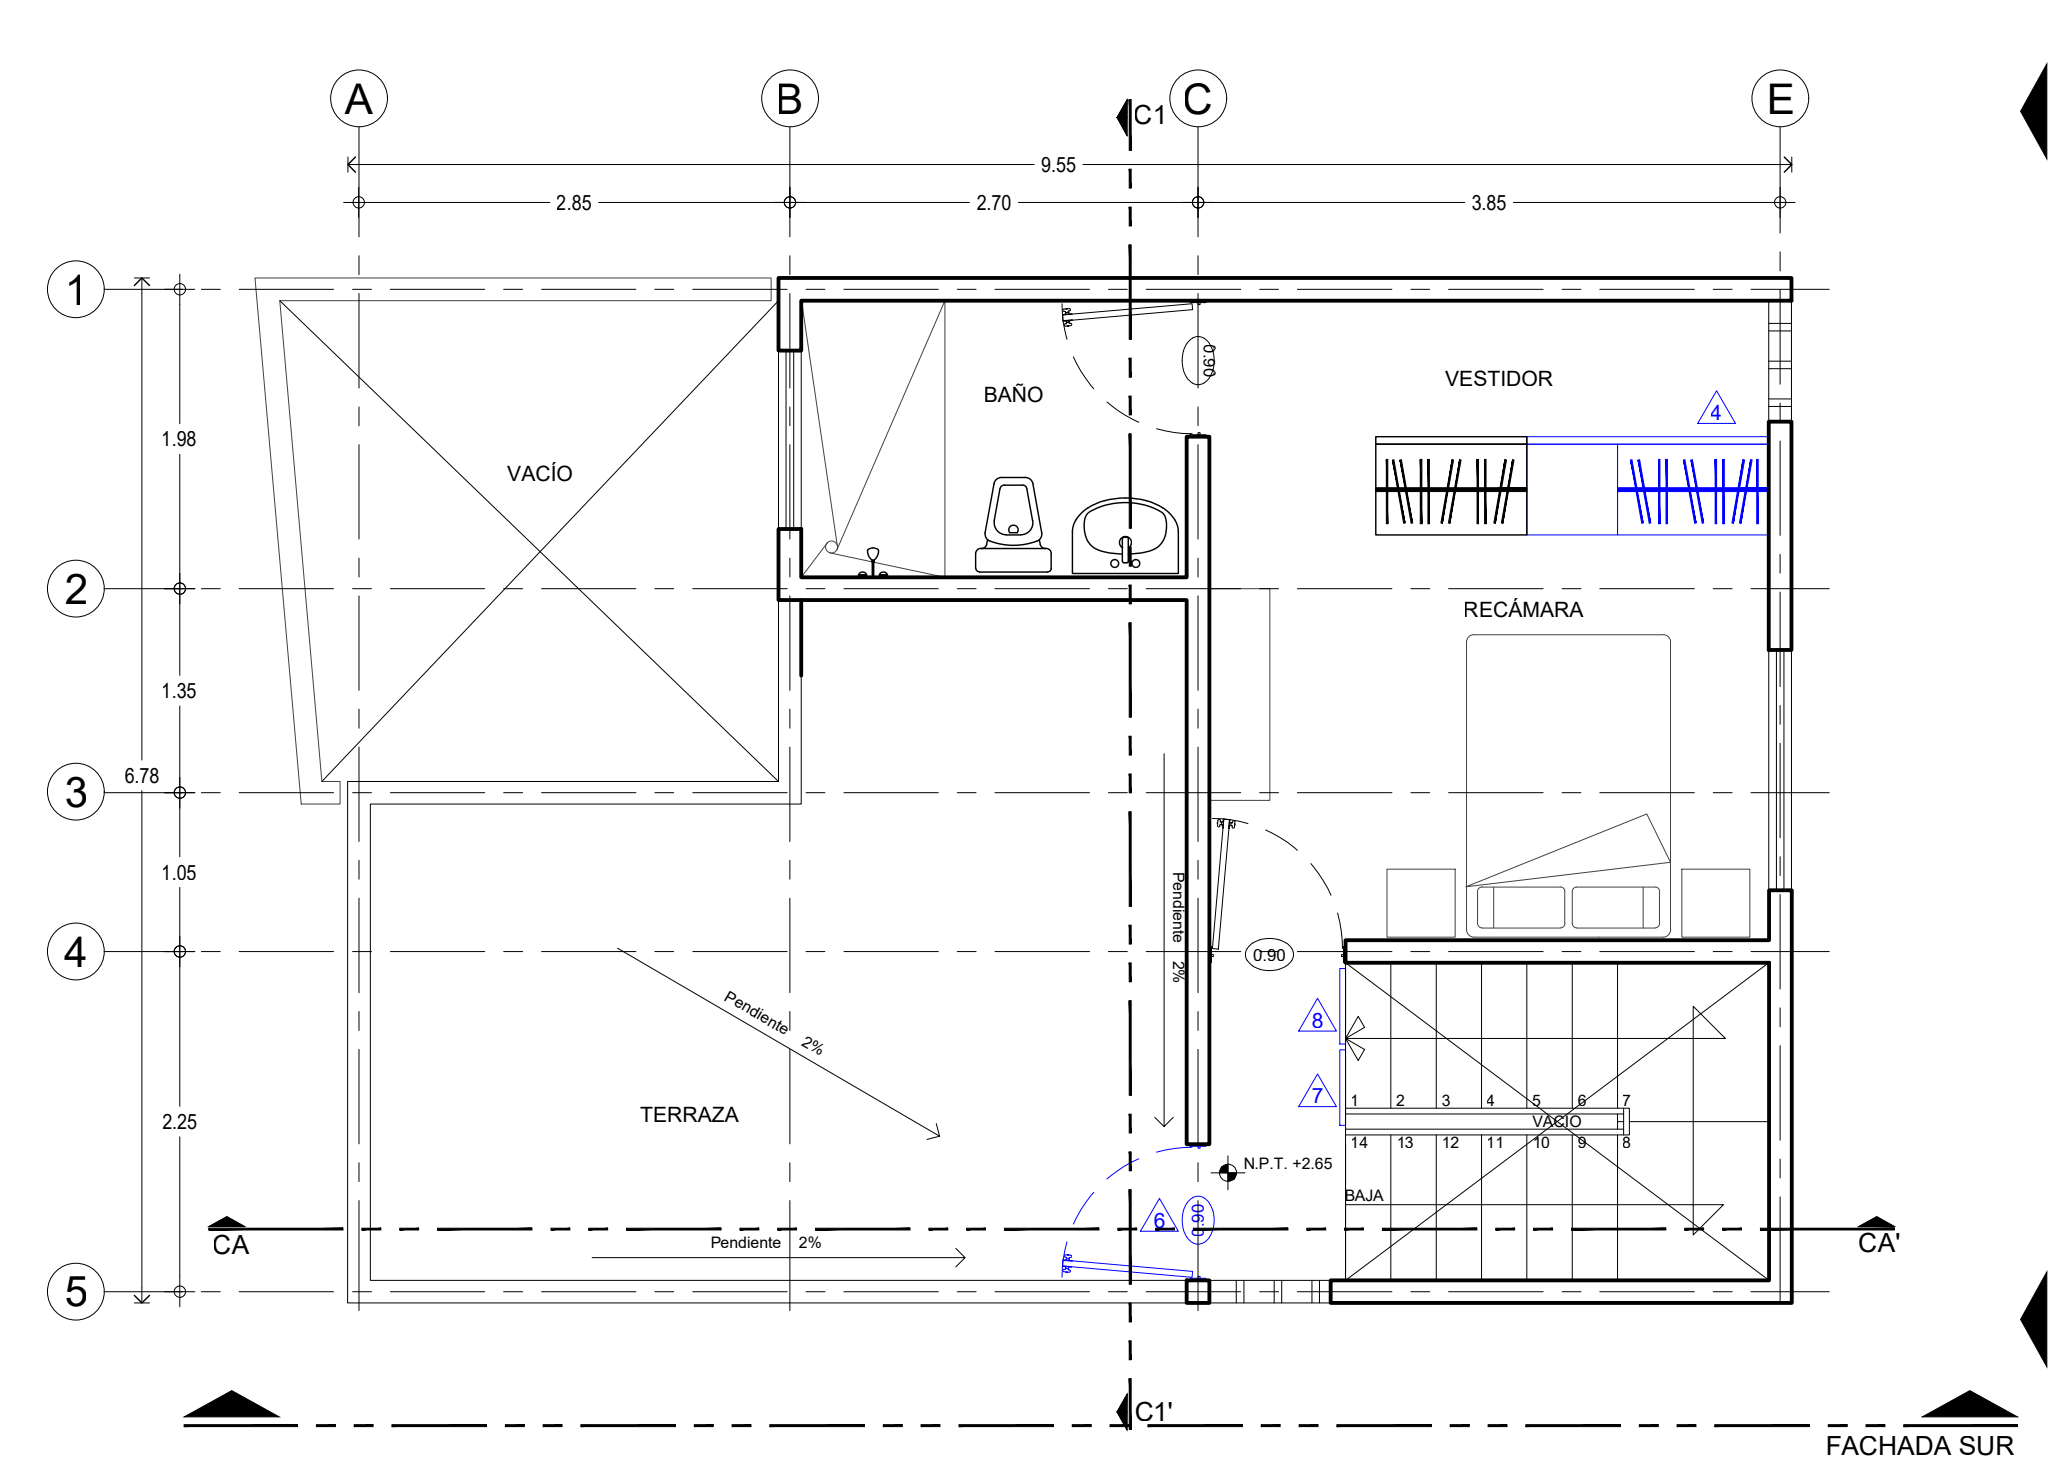 A
B
C1
C
E
9.55
2.85
2.70
3.85
1
0.90
VESTIDOR
BAÑO
4
1.98
VACÍO
2
RECÁMARA
1.35
6.78
3
1.05
Pendiente 2%
4
0.90
Pendiente 2%
8
7
1 2 3 4 5 6 7
TERRAZA
2.25
VACIO
14 13 12 11 10 9 8
N.P.T. +2.65
BAJA
6
0.90
CA
Pendiente 2%
CA'
5
C1'
FACHADA SUR